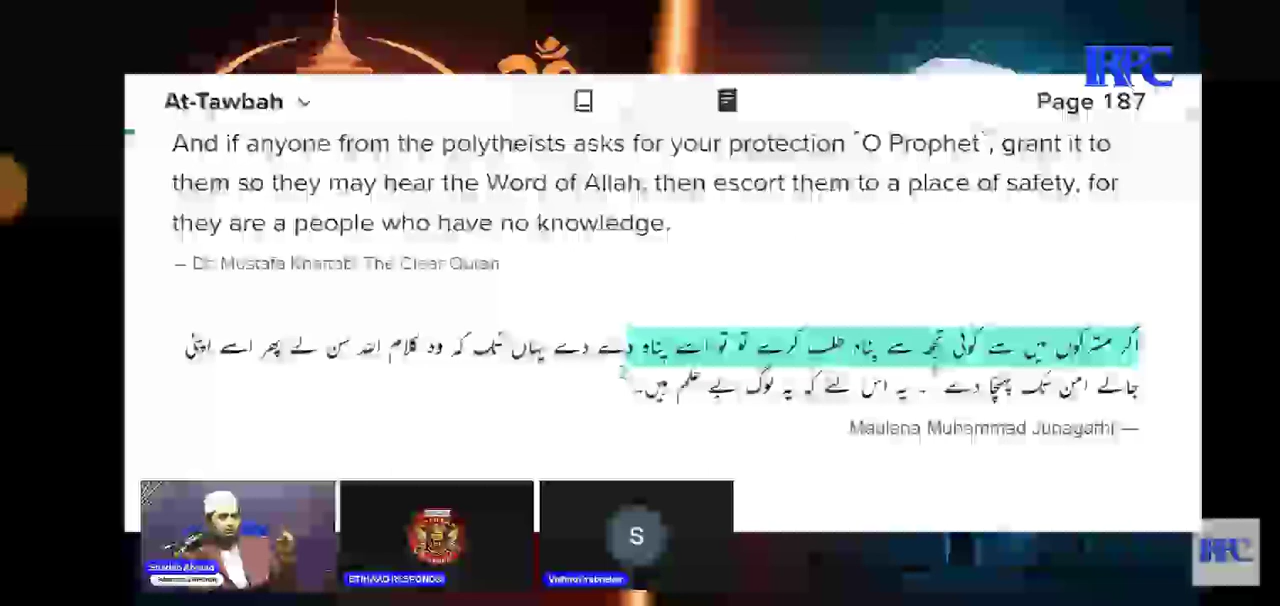 IRPC
At-Tawbah
Page 187
And if anyone from the polytheists asks for your protection ˹O Prophet˺, grant it to
them so they may hear the Word of Allah, then escort them to a place of safety, for
they are a people who have no knowledge.
— Dr. Mustafa Khattab, The Clear Quran
اگر مشرکوں میں سے کوئی تجھ سے پناہ طلب کرے تو تو اسے پناہ دے دے یہاں تک کہ وہ کلام اللہ سن لے پھر اسے اپنی
جائے امن تک پہنچا دے ۔ یہ اس لئے کہ یہ لوگ بے علم ہیں۔
Maulana Muhammad Junagarhi —
S
IRPC